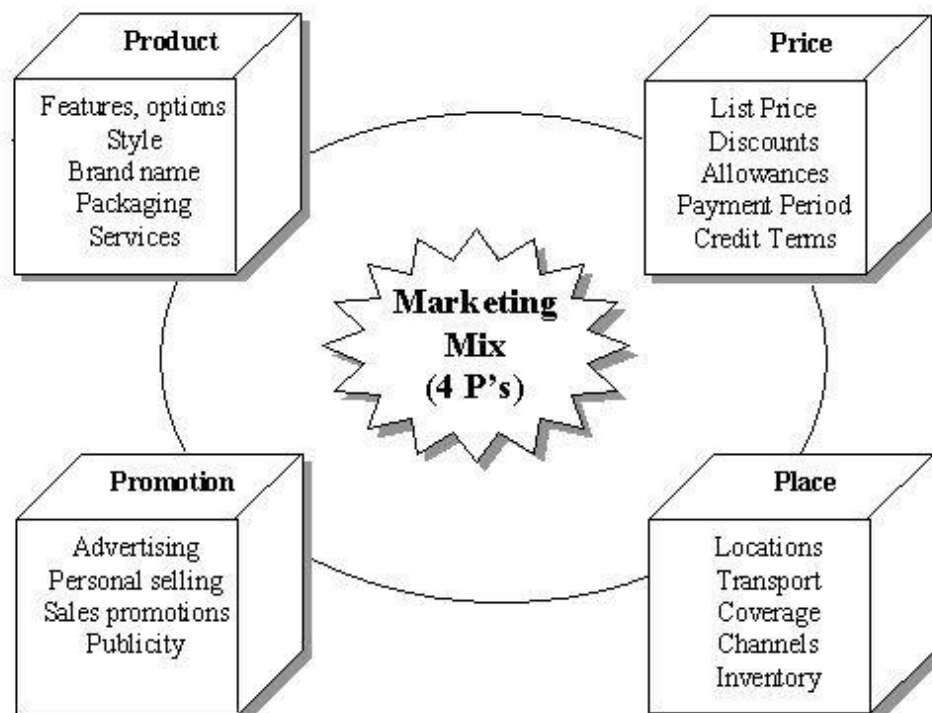 Product
Features, options
Style
Brand name
Packaging
Services
Price
List Price
Discounts
Allowances
Payment Period
Credit Terms
Marketing
Mix
(4 P's)
Promotion
Advertising
Personal selling
Sales promotions
Publicity
Place
Locations
Transport
Coverage
Channels
Inventory